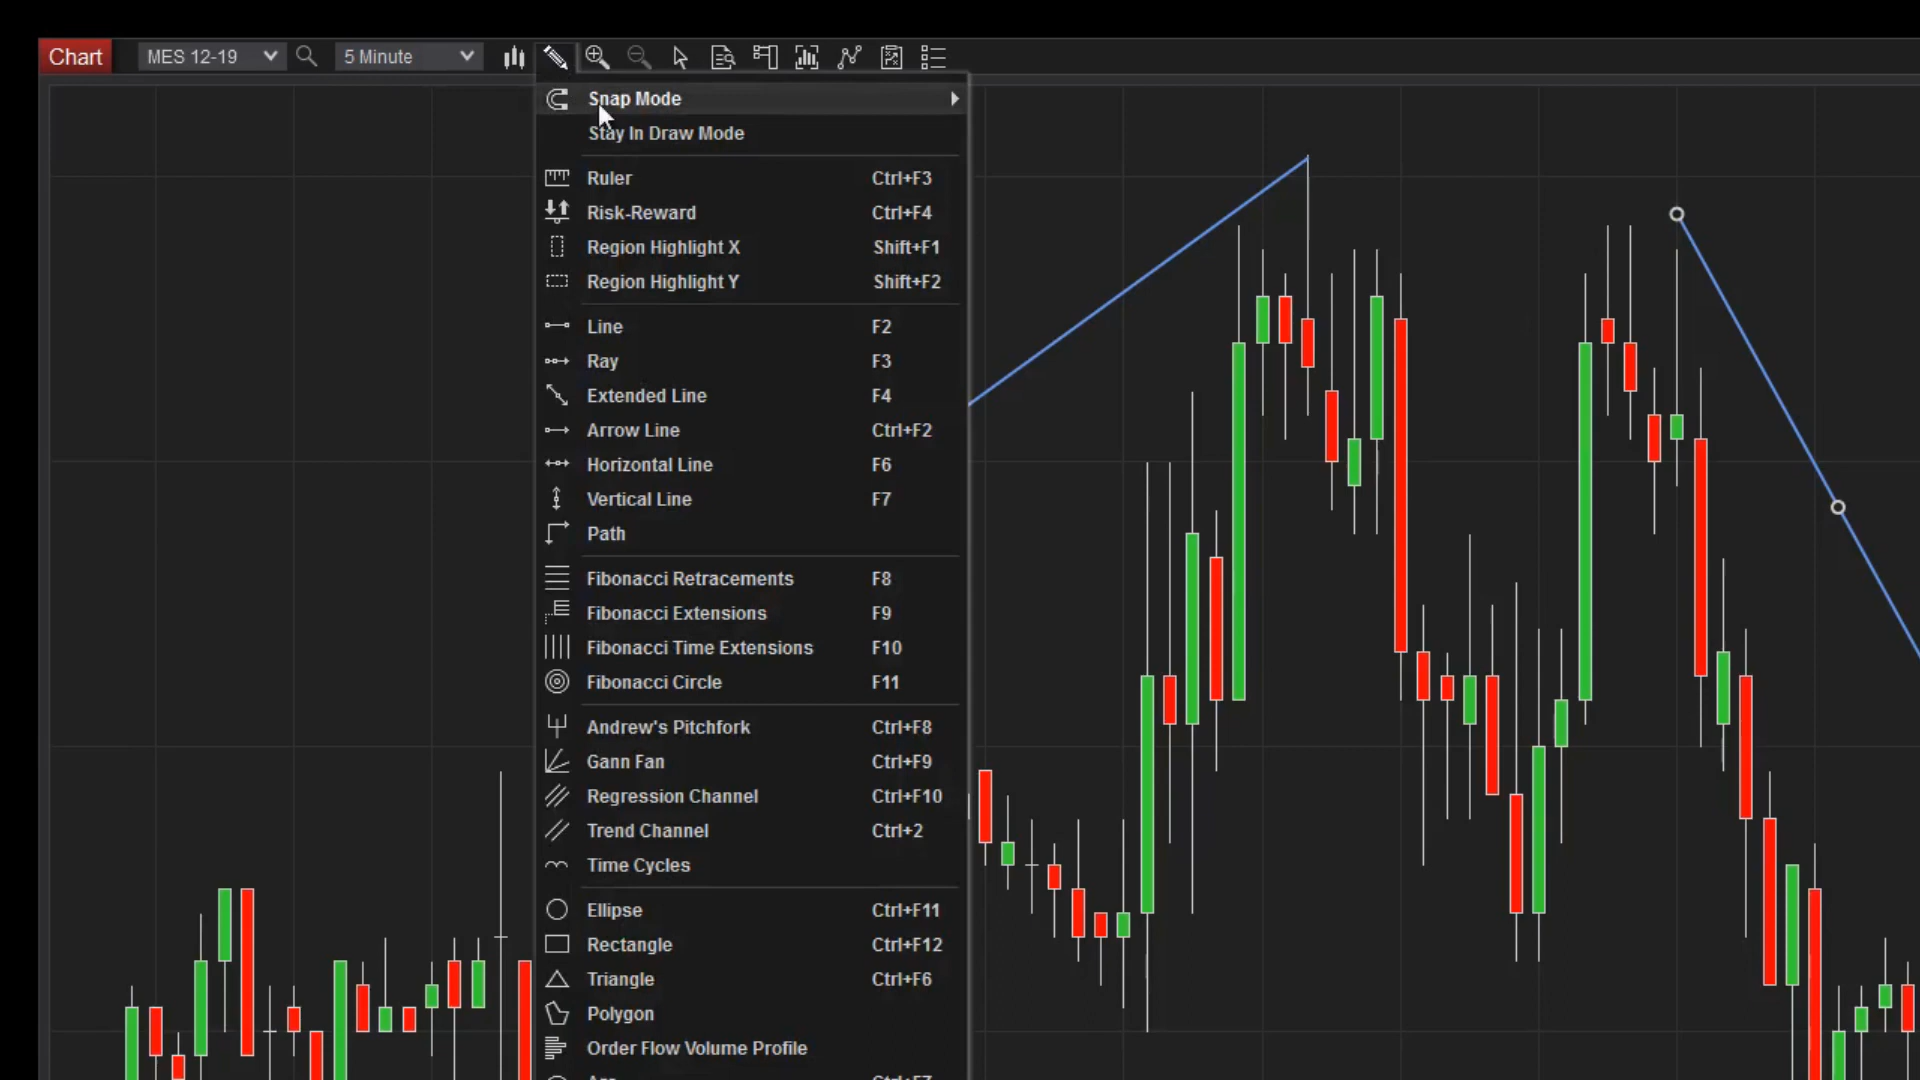 Chart MES 12-19 5 Minute
Snap Mode
Stay In Draw Mode
Ruler Ctrl+F3
Risk-Reward Ctrl+F4
Region Highlight X Shift+F1
Region Highlight Y Shift+F2
Line F2
Ray F3
Extended Line F4
Arrow Line Ctrl+F2
Horizontal Line F6
Vertical Line F7
Path
Fibonacci Retracements F8
Fibonacci Extensions F9
Fibonacci Time Extensions F10
Fibonacci Circle F11
Andrew's Pitchfork Ctrl+F8
Gann Fan Ctrl+F9
Regression Channel Ctrl+F10
Trend Channel Ctrl+2
Time Cycles
Ellipse Ctrl+F11
Rectangle Ctrl+F12
Triangle Ctrl+F6
Polygon
Order Flow Volume Profile